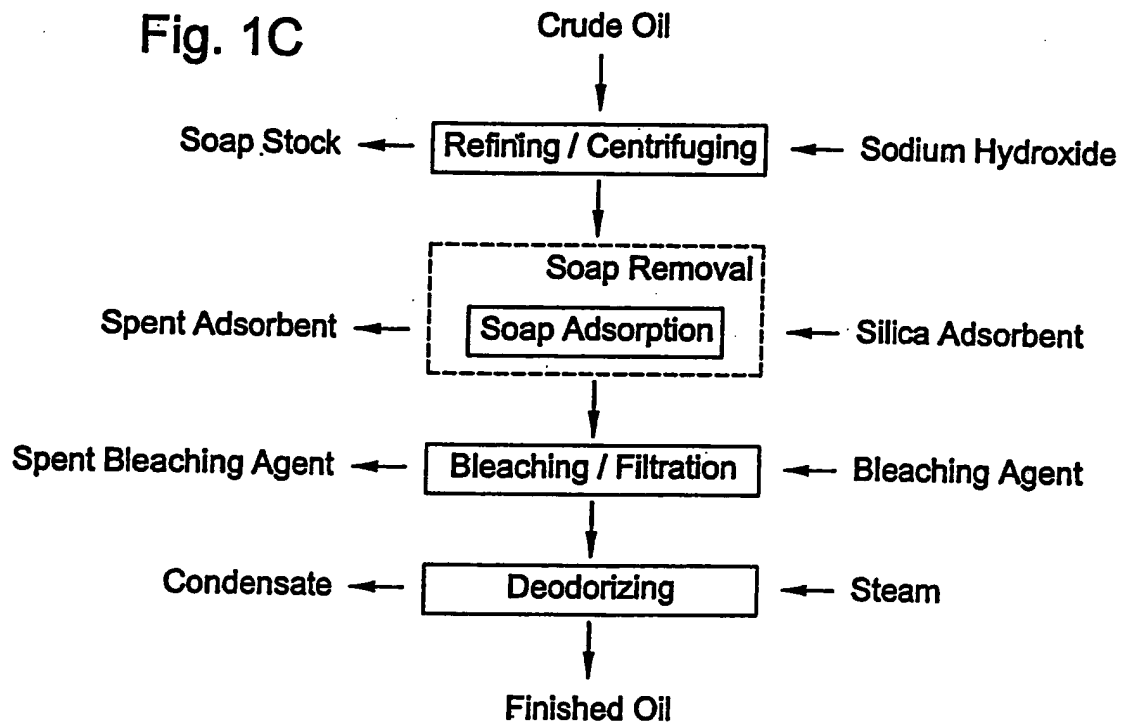 Fig. 1C
Crude Oil
Soap Stock
Refining / Centrifuging
Sodium Hydroxide
Soap Removal
Spent Adsorbent
Soap Adsorption
Silica Adsorbent
Spent Bleaching Agent
Bleaching / Filtration
Bleaching Agent
Condensate
Deodorizing
Steam
Finished Oil